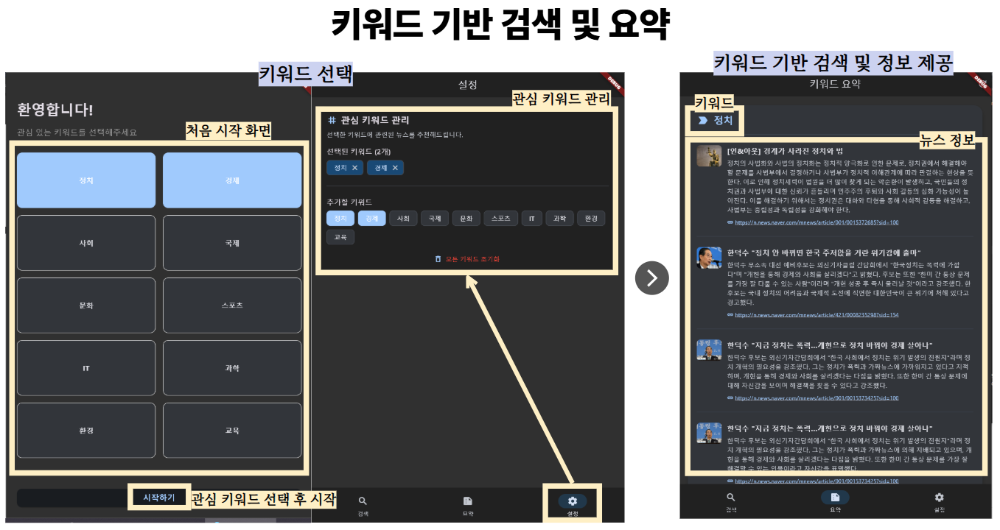 키워드 기반 검색 및 요약
키워드 선택
환영합니다!
관심 있는 키워드를 선택해주세요
처음 시작 화면
정치
경제
사회
국제
문화
스포츠
IT
과학
환경
교육
시작하기
관심 키워드 선택 후 시작
설정
DEBUG
관심 키워드 관리
# 관심 키워드 관리
선택한 키워드에 관련된 뉴스를 추천해드립니다.
선택된 키워드 (2개)
정치 ✕ 경제 ✕
추가할 키워드
정치 경제 사회 국제 문화 스포츠 IT 과학 환경
교육
모든 키워드 초기화
검색 요약 설정
키워드 기반 검색 및 정보 제공
키워드 요약
DEBUG
키워드
정치
뉴스 정보
[인&아웃] 경계가 사라진 정치와 법
정치의 사법화와 사법의 정치화는 정치적 양극화로 인한 문제로, 정치권에서 해결해야
할 문제를 사법부에서 결정하거나 사법부가 정치적 이해관계에 따라 판결하는 현상을 뜻
한다. 이로 인해 정치세력이 법원을 더 많이 찾게 되는 악순환이 발생하고, 국민들의 정
치권과 사법부에 대한 신뢰가 흔들리며 민주주의 후퇴와 사회 갈등의 심화 가능성이 높
아진다. 이를 해결하기 위해서는 정치권은 대화와 타협을 통해 사회적 갈등을 해결하고,
사법부는 중립성과 독립성을 강화해야 한다.
https://n.news.naver.com/mnews/article/001/0015372685?sid=100
한덕수 "정치 안 바뀌면 한국 주저앉을 거란 위기감에 출마"
한덕수 무소속 대선 예비후보는 외신기자클럽 간담회에서 "한국정치는 폭력에 가깝
다"며 "개헌을 통해 경제와 사회를 살리겠다"고 밝혔다. 후보는 또한 "한미 간 통상 문제
를 가장 잘 다룰 수 있는 사람"이라며 "개헌 성공 후 즉시 물러날 것"이라고 강조했다. 한
후보는 국내 정치의 어려움과 국제적 도전에 직면한 대한민국이 큰 위기에 처해 있다고
경고했다.
https://n.news.naver.com/mnews/article/421/0008235298?sid=154
한덕수 "지금 정치는 폭력…개헌으로 정치 바꿔야 경제 살아나"
한덕수 후보는 외신기자간담회에서 "한국 사회에서 정치는 위기 발생의 진원지"라며 정
치 개혁의 필요성을 강조했다. 그는 정치가 폭력과 가짜뉴스에 가까워지고 있다고 지적
하며, 개헌을 통해 경제와 사회를 살리겠다는 다짐을 밝혔다. 또한 한미 간 통상 문제에
대해 자신감을 보이며 해결책을 찾을 수 있다고 강조했다.
https://n.news.naver.com/mnews/article/001/0015373425?sid=100
한덕수 "지금 정치는 폭력…개헌으로 정치 바꿔야 경제 살아나"
한덕수 후보는 외신기자간담회에서 "한국 사회에서 정치는 위기 발생의 진원지"라며 정
치 개혁의 필요성을 강조했다. 그는 정치가 폭력과 가짜뉴스에 의해 지배되고 있으며, 개
헌을 통해 경제와 사회를 살리겠다는 다짐을 밝혔다. 또한 한미 간 통상 문제를 가장 잘
해결할 수 있는 인물이라고 자신감을 표명했다.
https://n.news.naver.com/mnews/article/001/0015373425?sid=100
검색 요약 설정